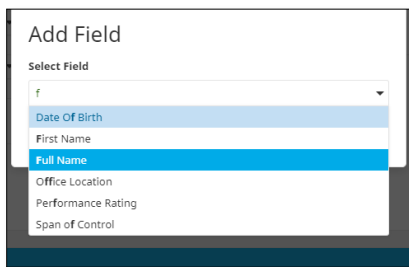 Add Field
Select Field
f
Date Of Birth
First Name
Full Name
Office Location
Performance Rating
Span of Control